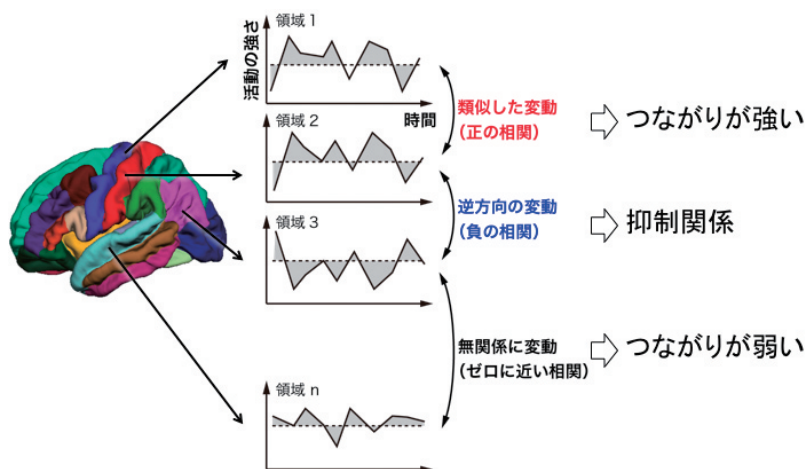 領域 1
活動の強さ
時間
領域 2
類似した変動
(正の相関)
つながりが強い
領域 3
逆方向の変動
(負の相関)
抑制関係
無関係に変動
(ゼロに近い相関)
つながりが弱い
領域 n